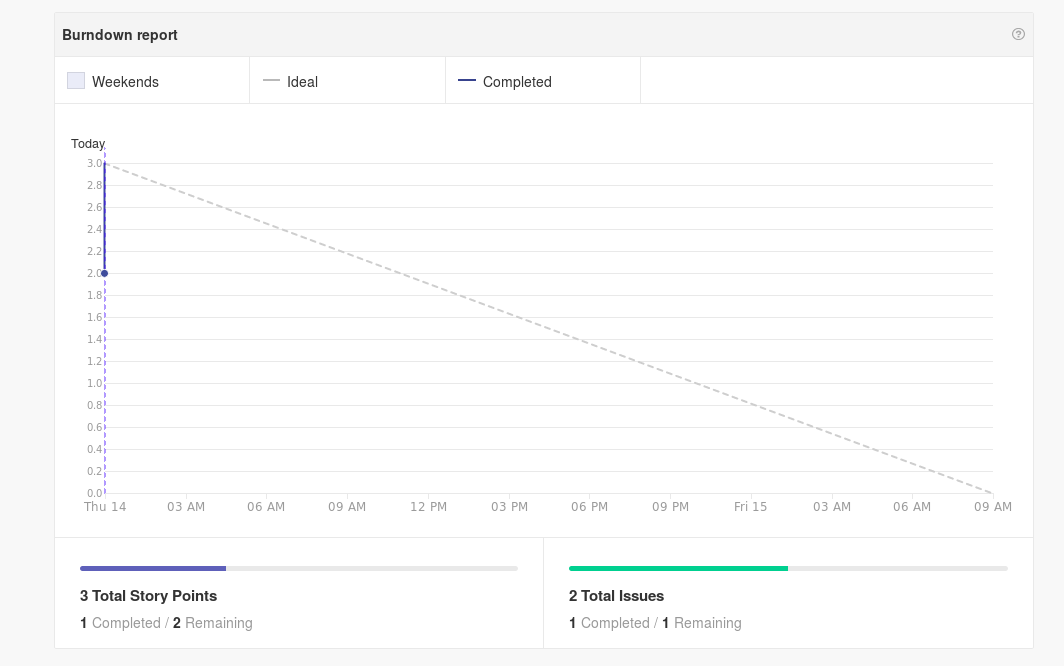 Burndown report
Weekends
Ideal
Completed
Today
3.0
2.8
2.6
2.4
2.2
2.0
1.8
1.6
1.4
1.2
1.0
0.8
0.6
0.4
0.2
0.0
Thu 14 03 AM 06 AM 09 AM 12 PM 03 PM 06 PM 09 PM Fri 15 03 AM 06 AM 09 AM
3 Total Story Points
1 Completed / 2 Remaining
2 Total Issues
1 Completed / 1 Remaining